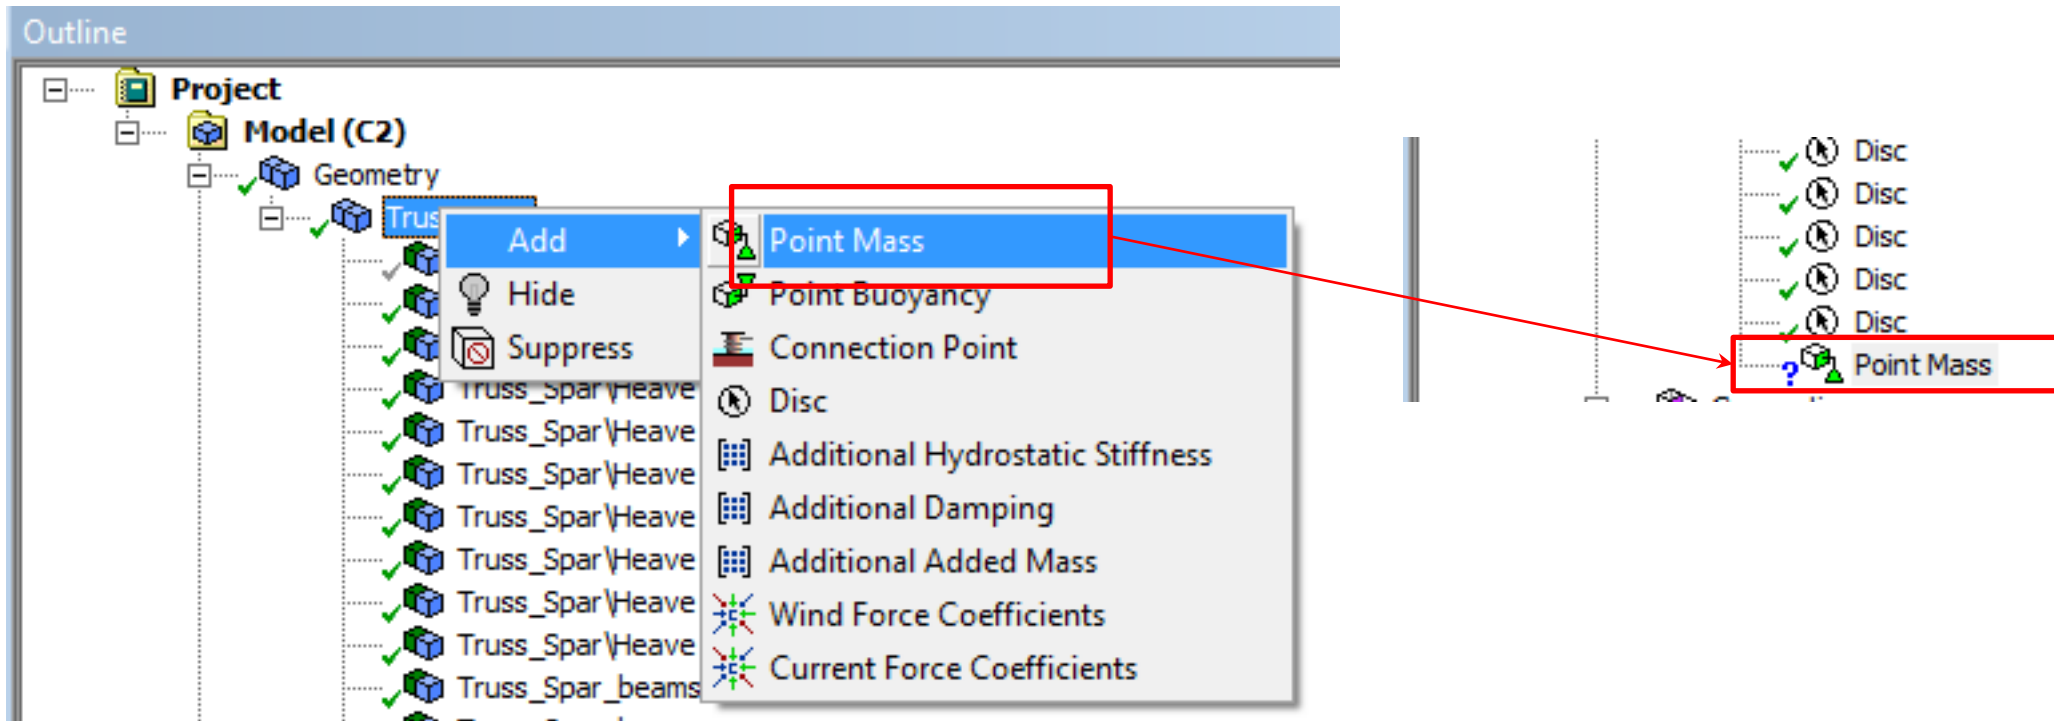 Outline
Project
Model (C2)
Geometry
Trus
Add
Hide
Suppress
Point Mass
Point Buoyancy
Connection Point
Disc
Additional Hydrostatic Stiffness
Additional Damping
Additional Added Mass
Wind Force Coefficients
Current Force Coefficients
Truss_Spar\Heave
Truss_Spar\Heave
Truss_Spar\Heave
Truss_Spar\Heave
Truss_Spar\Heave
Truss_Spar\Heave
Truss_Spar\Heave
Truss_Spar_beams
Disc
Disc
Disc
Disc
Disc
? Point Mass